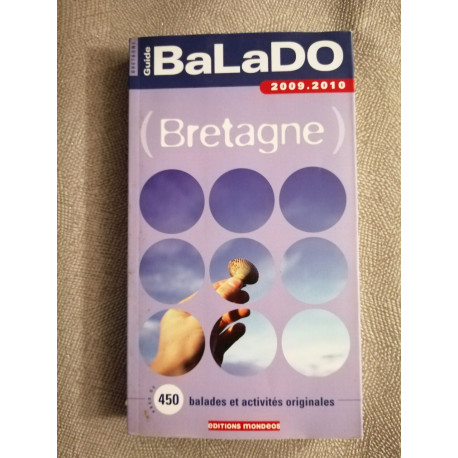 Guide
BaLaDO
2009.2010
(Bretagne)
450 balades et activités originales
EDITIONS MONDEOS